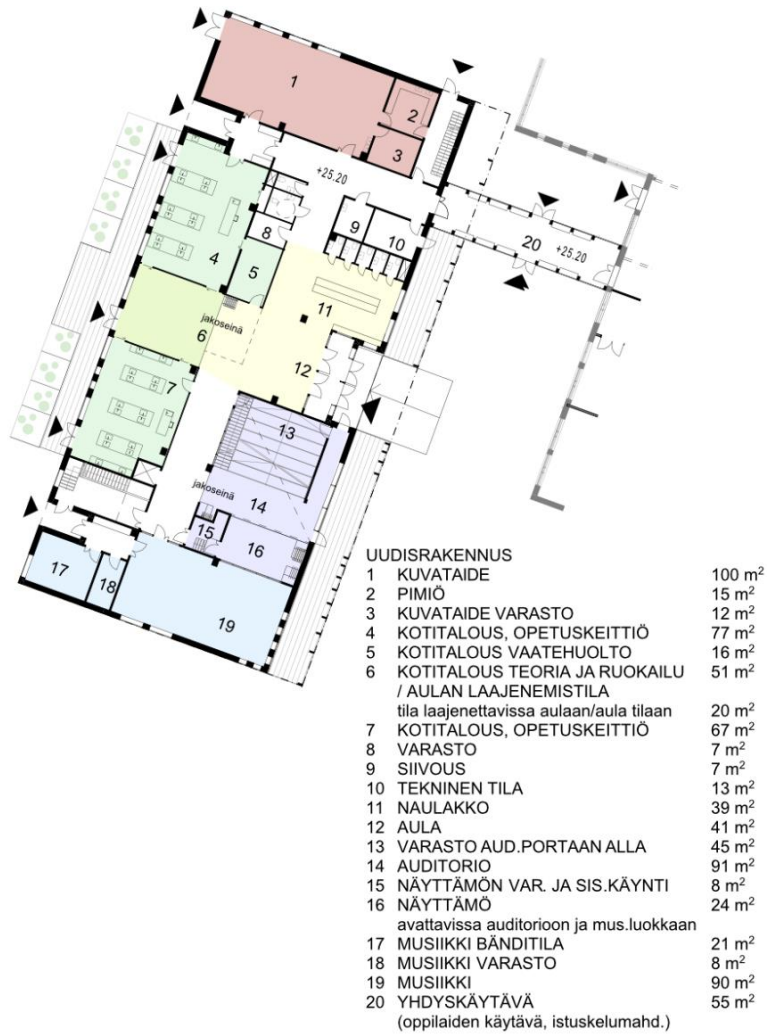 1
2
3
+25.20
8
9
10
20 +25.20
4
5
11
jakoseinä
6
12
7
13
jakoseinä
14
15
16
17
18
19
UUDISRAKENNUS
1 KUVATAIDE 100 m²
2 PIMIÖ 15 m²
3 KUVATAIDE VARASTO 12 m²
4 KOTITALOUS, OPETUSKEITTIÖ 77 m²
5 KOTITALOUS VAATEHUOLTO 16 m²
6 KOTITALOUS TEORIA JA RUOKAILU 51 m²
/ AULAN LAAJENEMISTILA
tila laajenettavissa aulaan/aula tilaan 20 m²
7 KOTITALOUS, OPETUSKEITTIÖ 67 m²
8 VARASTO 7 m²
9 SIIVOUS 7 m²
10 TEKNINEN TILA 13 m²
11 NAULAKKO 39 m²
12 AULA 41 m²
13 VARASTO AUD.PORTAAN ALLA 45 m²
14 AUDITORIO 91 m²
15 NÄYTTÄMÖN VAR. JA SIS.KÄYNTI 8 m²
16 NÄYTTÄMÖ 24 m²
avattavissa auditorioon ja mus.luokkaan
17 MUSIIKKI BÄNDITILA 21 m²
18 MUSIIKKI VARASTO 8 m²
19 MUSIIKKI 90 m²
20 YHDYSKÄYTÄVÄ 55 m²
(oppilaiden käytävä, istuskelumahd.)